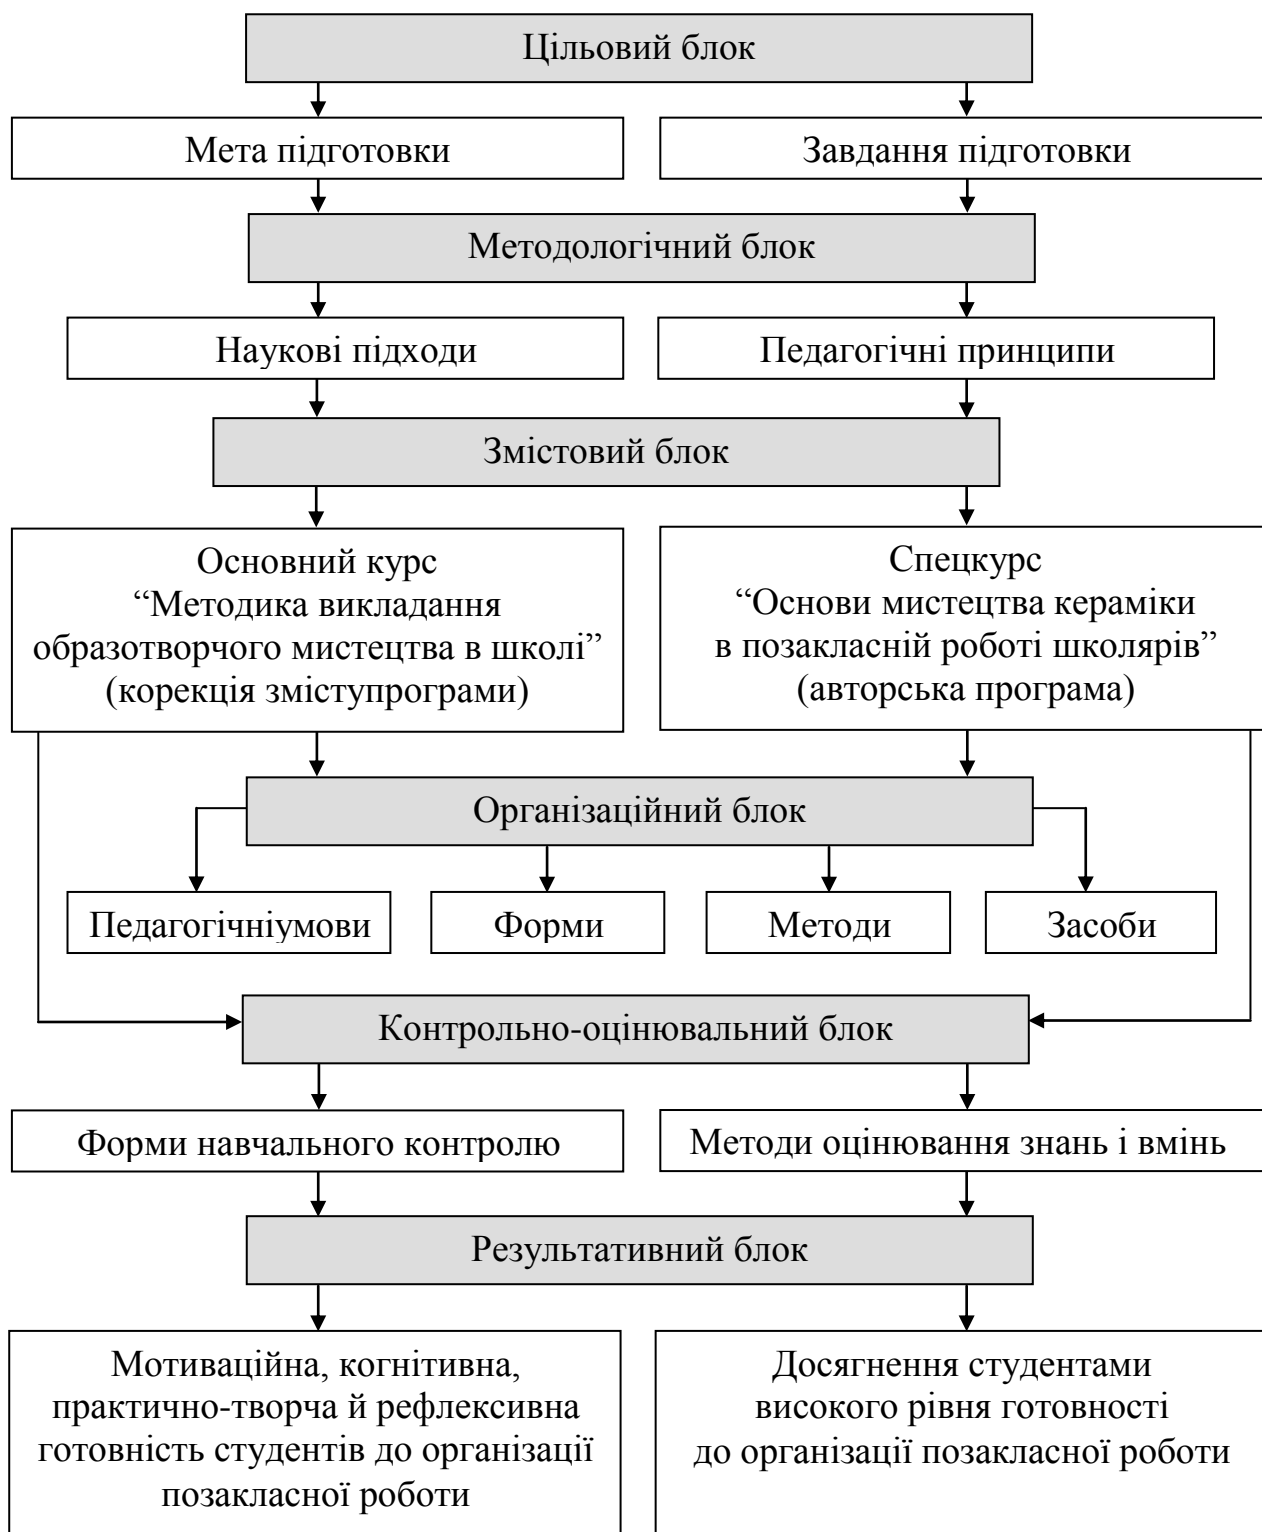 Цільовий блок
Мета підготовки
Завдання підготовки
Методологічний блок
Наукові підходи
Педагогічні принципи
Змістовий блок
Основний курс
“Методика викладання
образотворчого мистецтва в школі”
(корекція зміступрограми)
Спецкурс
“Основи мистецтва кераміки
в позакласній роботі школярів”
(авторська програма)
Організаційний блок
Педагогічніумови
Форми
Методи
Засоби
Контрольно-оцінювальний блок
Форми навчального контролю
Методи оцінювання знань і вмінь
Результативний блок
Мотиваційна, когнітивна,
практично-творча й рефлексивна
готовність студентів до організації
позакласної роботи
Досягнення студентами
високого рівня готовності
до організації позакласної роботи